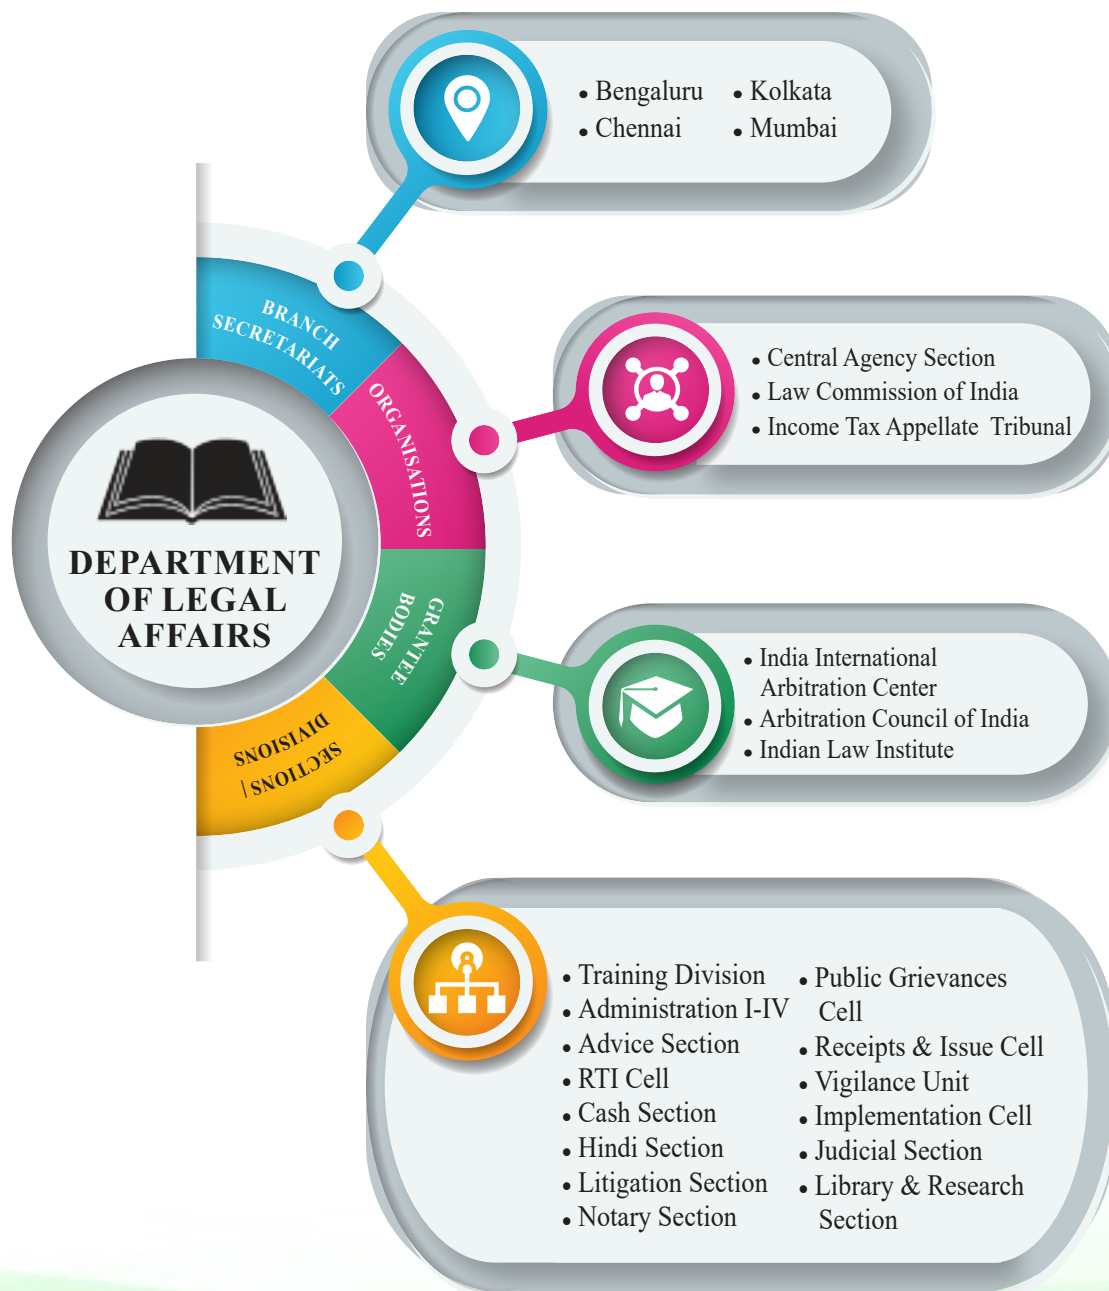 DEPARTMENT
OF LEGAL
AFFAIRS
BRANCH
SECRETARIATS
• Bengaluru
• Chennai
• Kolkata
• Mumbai
ORGANISATIONS
• Central Agency Section
• Law Commission of India
• Income Tax Appellate Tribunal
GRANTEE
BODIES
• India International
Arbitration Center
• Arbitration Council of India
• Indian Law Institute
SECTIONS |
DIVISIONS
• Training Division
• Administration I-IV
• Advice Section
• RTI Cell
• Cash Section
• Hindi Section
• Litigation Section
• Notary Section
• Public Grievances
Cell
• Receipts & Issue Cell
• Vigilance Unit
• Implementation Cell
• Judicial Section
• Library & Research
Section